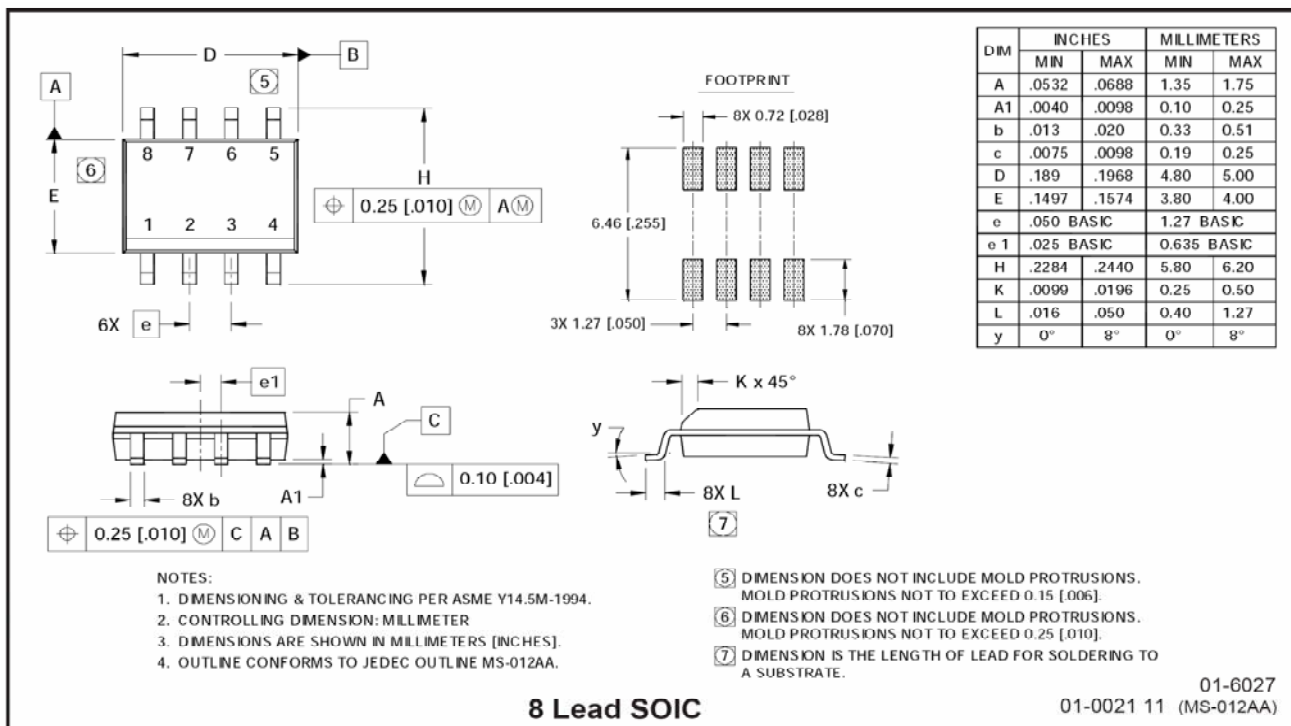 D
B
5
A
8 7 6 5
6
E
H
0.25 [.010] M A M
1 2 3 4
6X e
FOOTPRINT
8X 0.72 [.028]
6.46 [.255]
3X 1.27 [.050]
8X 1.78 [.070]
DIM INCHES MILLIMETERS
MIN MAX MIN MAX
A .0532 .0688 1.35 1.75
A1 .0040 .0098 0.10 0.25
b .013 .020 0.33 0.51
c .0075 .0098 0.19 0.25
D .189 .1968 4.80 5.00
E .1497 .1574 3.80 4.00
e .050 BASIC 1.27 BASIC
e 1 .025 BASIC 0.635 BASIC
H .2284 .2440 5.80 6.20
K .0099 .0196 0.25 0.50
L .016 .050 0.40 1.27
y 0° 8° 0° 8°
e1
A
C
0.10 [.004]
8X b
A1
0.25 [.010] M C A B
K x 45°
y
8X L
8X c
7
NOTES:
1. DIMENSIONING & TOLERANCING PER ASME Y14.5M-1994.
2. CONTROLLING DIMENSION: MILLIMETER
3. DIMENSIONS ARE SHOWN IN MILLIMETERS [INCHES].
4. OUTLINE CONFORMS TO JEDEC OUTLINE MS-012AA.
5 DIMENSION DOES NOT INCLUDE MOLD PROTRUSIONS.
MOLD PROTRUSIONS NOT TO EXCEED 0.15 [.006].
6 DIMENSION DOES NOT INCLUDE MOLD PROTRUSIONS.
MOLD PROTRUSIONS NOT TO EXCEED 0.25 [.010].
7 DIMENSION IS THE LENGTH OF LEAD FOR SOLDERING TO
A SUBSTRATE.
8 Lead SOIC
01-6027
01-0021 11 (MS-012AA)